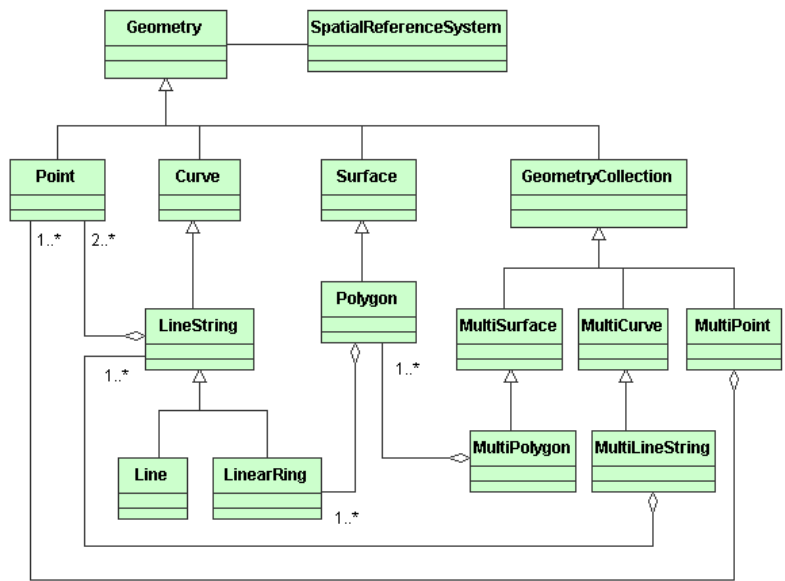 Geometry
SpatialReferenceSystem
Point
Curve
Surface
GeometryCollection
1..*
2..*
LineString
Polygon
MultiSurface
MultiCurve
MultiPoint
1..*
1..*
Line
LinearRing
MultiPolygon
MultiLineString
1..*